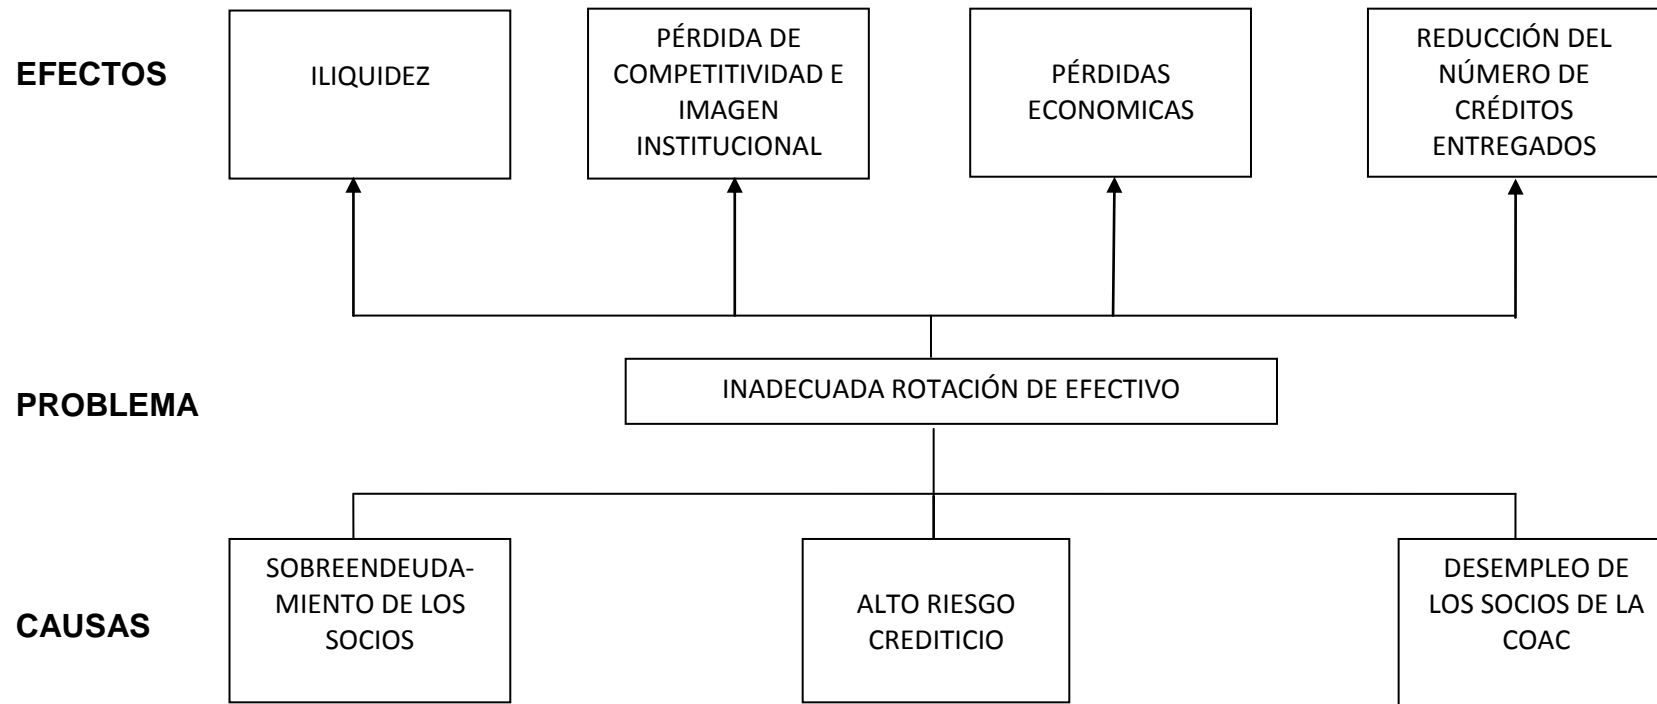 EFECTOS
ILIQUIDEZ
PÉRDIDA DE
COMPETITIVIDAD E
IMAGEN
INSTITUCIONAL
PÉRDIDAS
ECONOMICAS
REDUCCIÓN DEL
NÚMERO DE
CRÉDITOS
ENTREGADOS
PROBLEMA
INADECUADA ROTACIÓN DE EFECTIVO
CAUSAS
SOBREENDEUDA-
MIENTO DE LOS
SOCIOS
ALTO RIESGO
CREDITICIO
DESEMPLEO DE
LOS SOCIOS DE LA
COAC